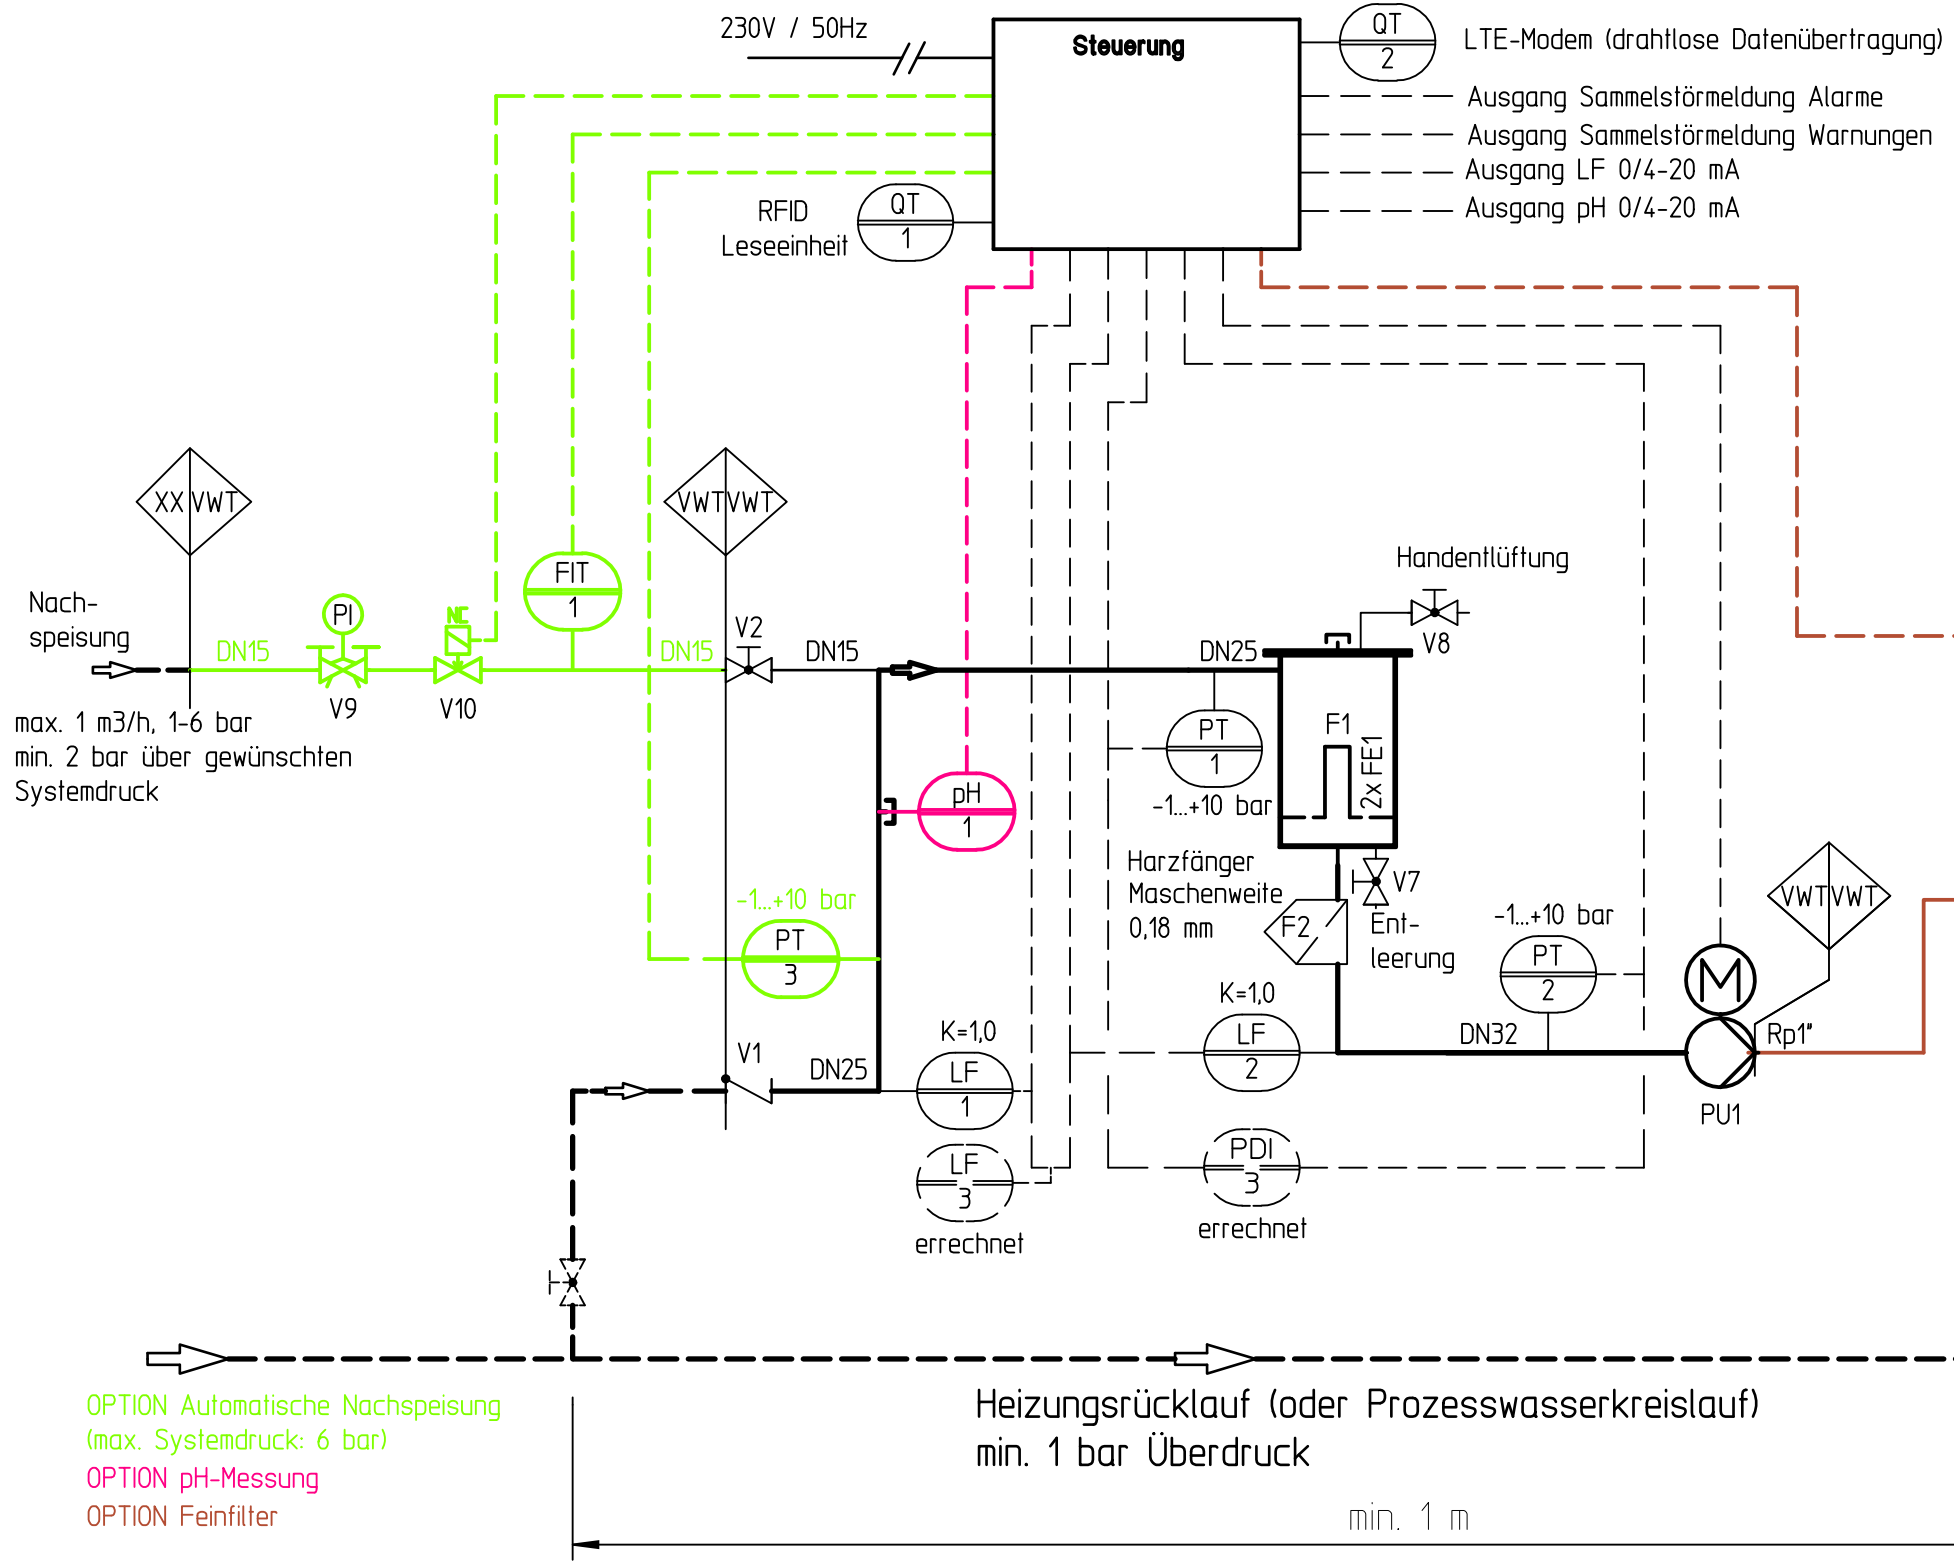 230V / 50Hz
Steuerung
QT
2
LTE-Modem (drahtlose Datenübertragung)
Ausgang Sammelstörmeldung Alarme
Ausgang Sammelstörmeldung Warnungen
Ausgang LF 0/4-20 mA
Ausgang pH 0/4-20 mA
RFID
Leseeinheit
QT
1
XX VWT
VWT VWT
FIT
1
Nach-
speisung
DN15
PI
V9
NC
V10
DN15
V2
DN15
max. 1 m3/h, 1-6 bar
min. 2 bar über gewünschten
Systemdruck
Handentlüftung
V8
DN25
PT
1
-1...+10 bar
F1
2x FE1
pH
1
Harzfänger
Maschenweite
0,18 mm
F2
V7
Ent-
leerung
-1...+10 bar
PT
3
-1...+10 bar
PT
2
VWT VWT
M
K=1,0
LF
2
DN32
Rp1"
PU1
V1
DN25
K=1,0
LF
1
LF
3
errechnet
PDI
3
errechnet
Heizungsrücklauf (oder Prozesswasserkreislauf)
min. 1 bar Überdruck
OPTION Automatische Nachspeisung
(max. Systemdruck: 6 bar)
OPTION pH-Messung
OPTION Feinfilter
min. 1 m